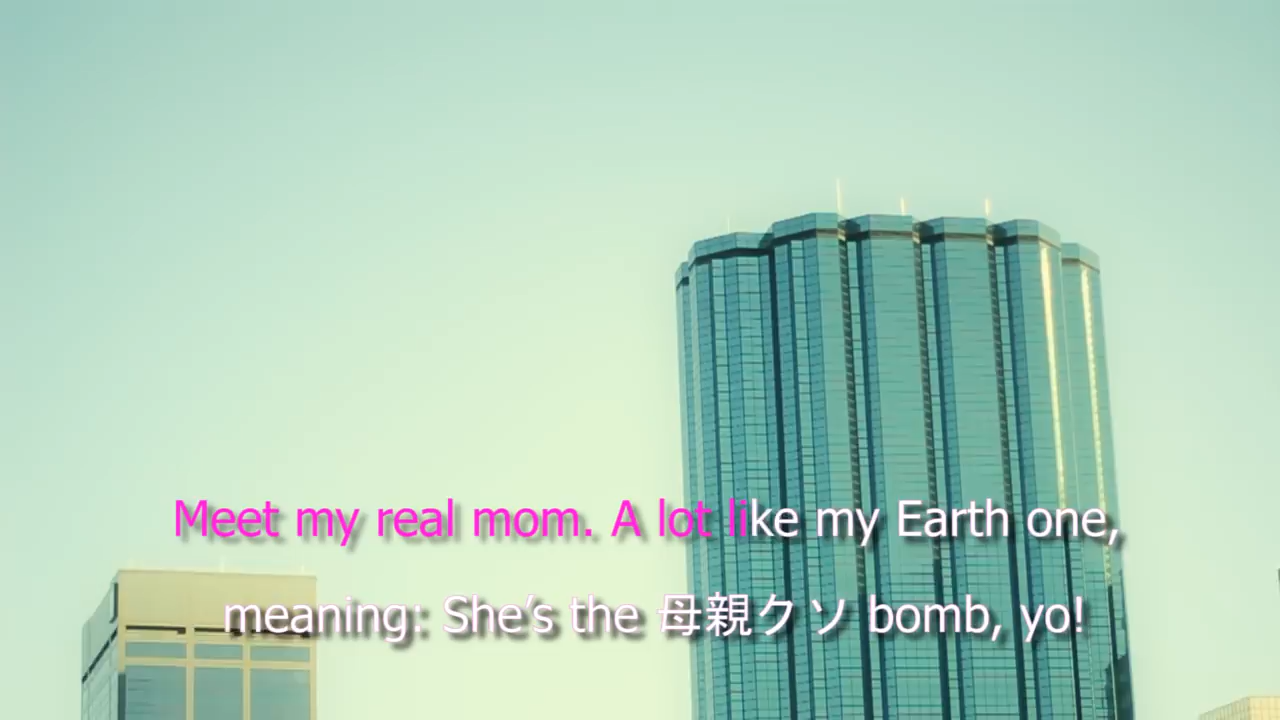 Meet my real mom. A lot like my Earth one,
meaning: She’s the 母親クソ bomb, yo!